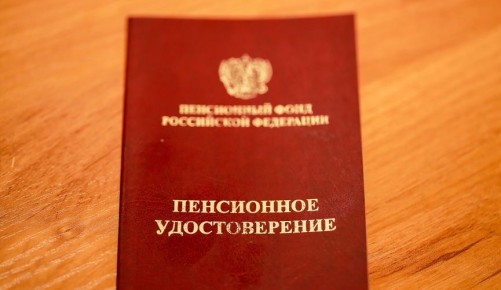 ПЕНСИОННЫЙ ФОНД
РОССИЙСКОЙ ФЕДЕРАЦИИ
ПЕНСИОННОЕ
УДОСТОВЕРЕНИЕ